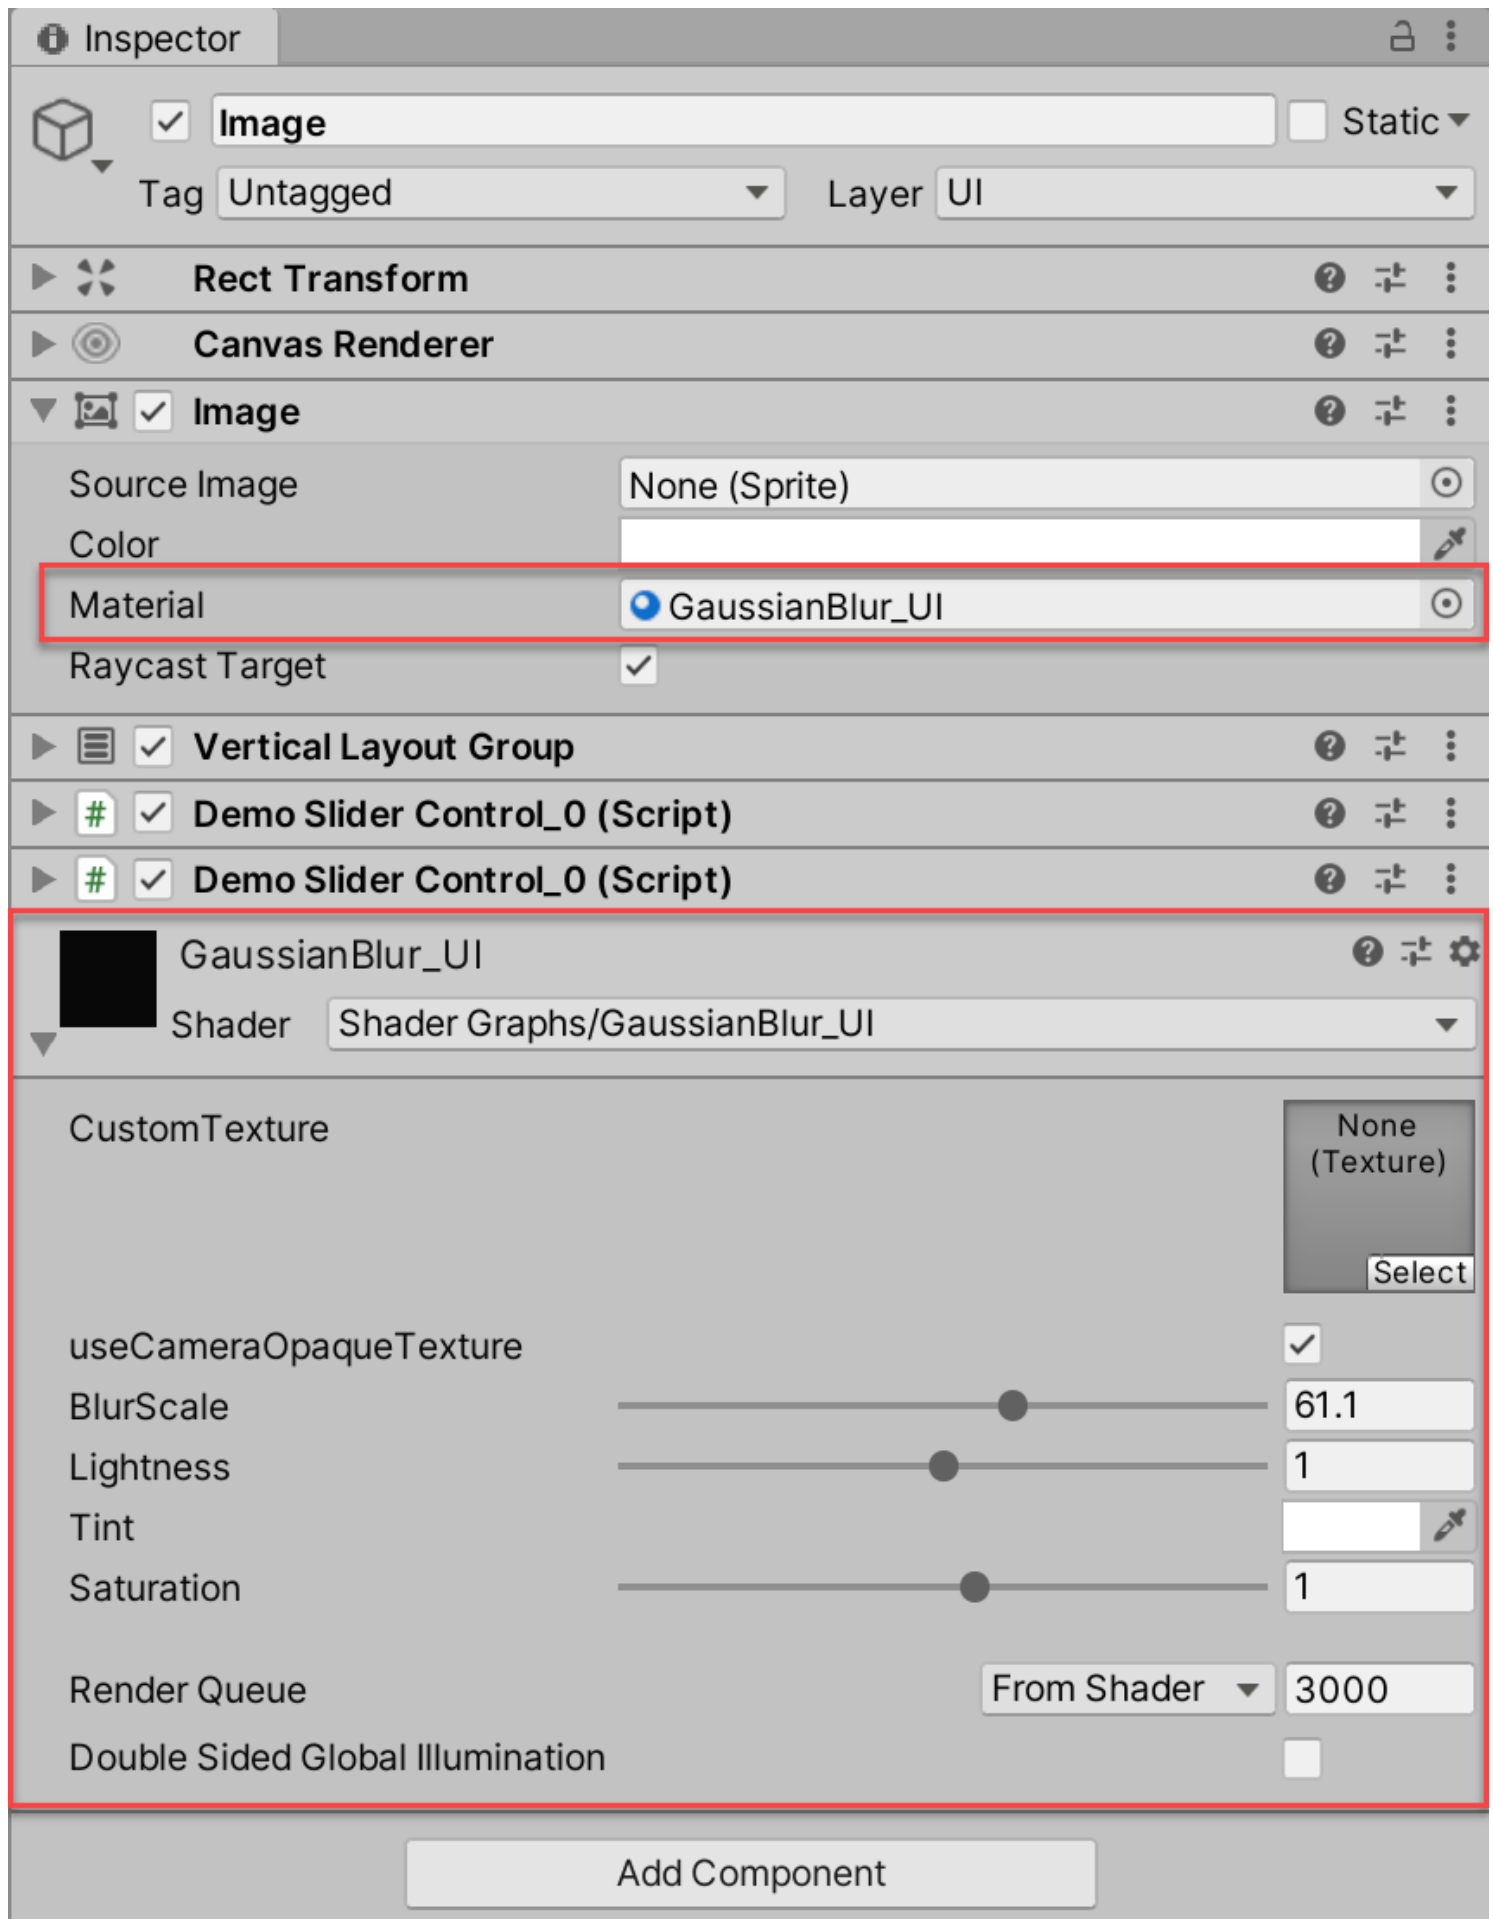 Inspector
Image
Static
Tag Untagged Layer UI
Rect Transform
Canvas Renderer
Image
Source Image None (Sprite)
Color
Material GaussianBlur_UI
Raycast Target
Vertical Layout Group
# Demo Slider Control_0 (Script)
# Demo Slider Control_0 (Script)
GaussianBlur_UI
Shader Shader Graphs/GaussianBlur_UI
CustomTexture
None
(Texture)
Select
useCameraOpaqueTexture
BlurScale 61.1
Lightness 1
Tint
Saturation 1
Render Queue From Shader 3000
Double Sided Global Illumination
Add Component